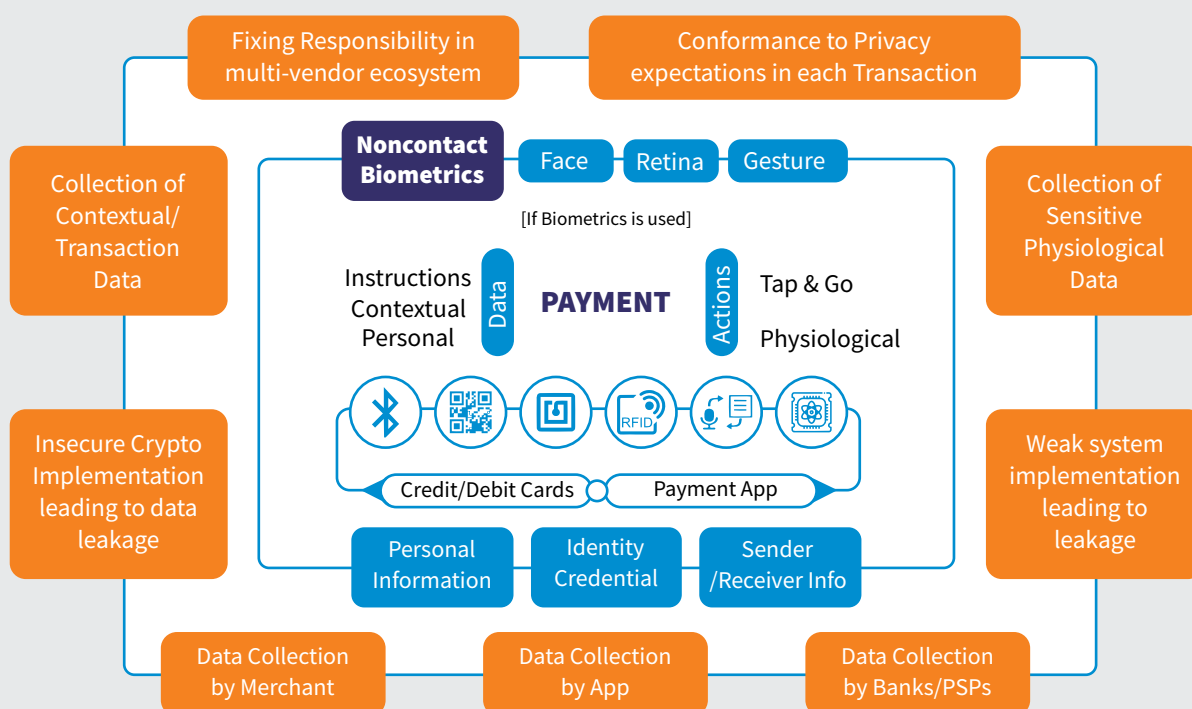 Fixing Responsibility in
multi-vendor ecosystem
Conformance to Privacy
expectations in each Transaction
Noncontact
Biometrics
Face
Retina
Gesture
[If Biometrics is used]
Collection of
Contextual/
Transaction
Data
Collection of
Sensitive
Physiological
Data
Instructions
Contextual
Personal
Data
PAYMENT
Actions
Tap & Go
Physiological
RFID
Insecure Crypto
Implementation
leading to data
leakage
Weak system
implementation
leading to
leakage
Credit/Debit Cards
Payment App
Personal
Information
Identity
Credential
Sender
/Receiver Info
Data Collection
by Merchant
Data Collection
by App
Data Collection
by Banks/PSPs